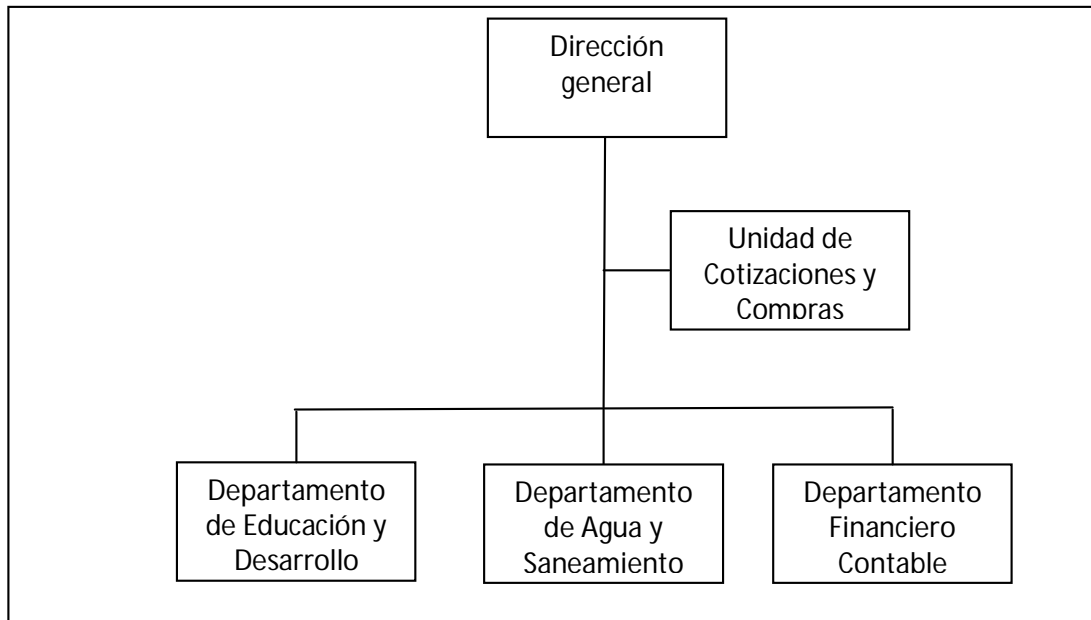 Dirección
general
Unidad de
Cotizaciones y
Compras
Departamento
de Educación y
Desarrollo
Departamento
de Agua y
Saneamiento
Departamento
Financiero
Contable